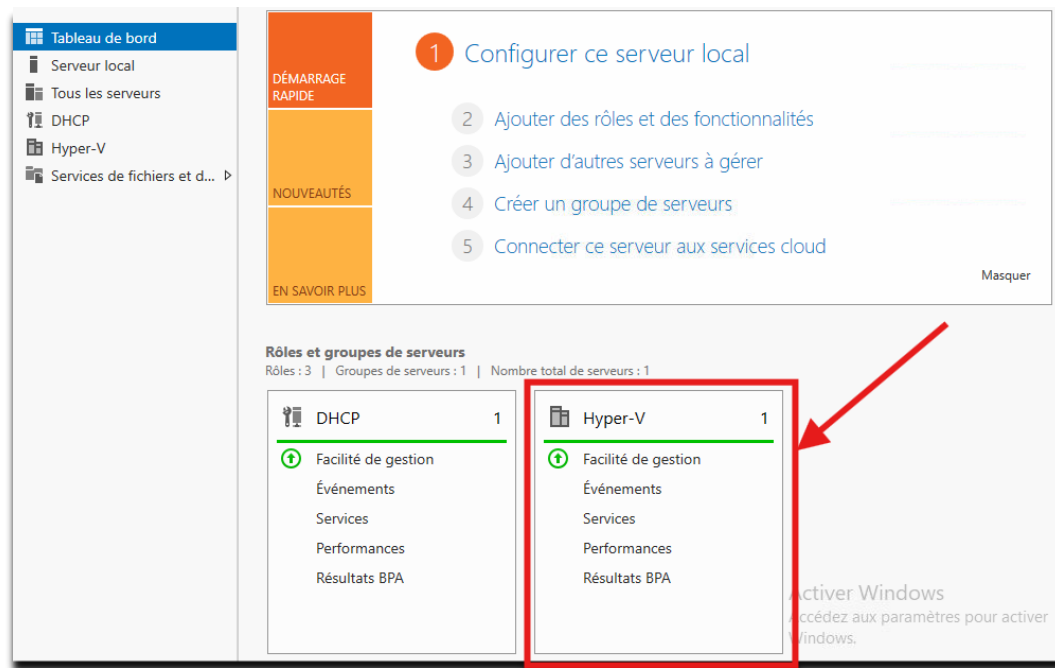 Tableau de bord
Serveur local
Tous les serveurs
DHCP
Hyper-V
Services de fichiers et d...
DÉMARRAGE
RAPIDE
NOUVEAUTÉS
EN SAVOIR PLUS
1 Configurer ce serveur local
2 Ajouter des rôles et des fonctionnalités
3 Ajouter d'autres serveurs à gérer
4 Créer un groupe de serveurs
5 Connecter ce serveur aux services cloud
Masquer
Rôles et groupes de serveurs
Rôles : 3 | Groupes de serveurs : 1 | Nombre total de serveurs : 1
DHCP 1
Facilité de gestion
Événements
Services
Performances
Résultats BPA
Hyper-V 1
Facilité de gestion
Événements
Services
Performances
Résultats BPA
Activer Windows
Accédez aux paramètres pour activer
Windows.